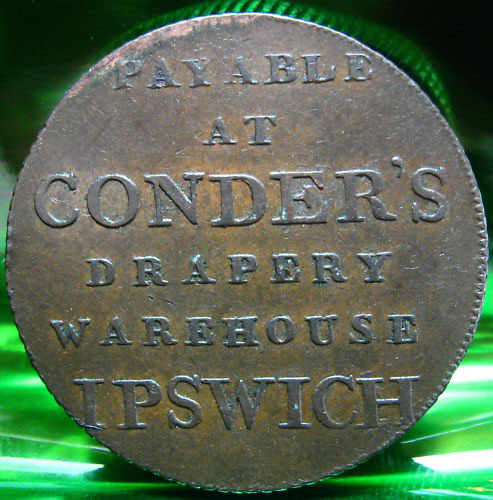 PAYABLE
AT
CONDER'S
DRAPERY
WAREHOUSE
IPSWICH